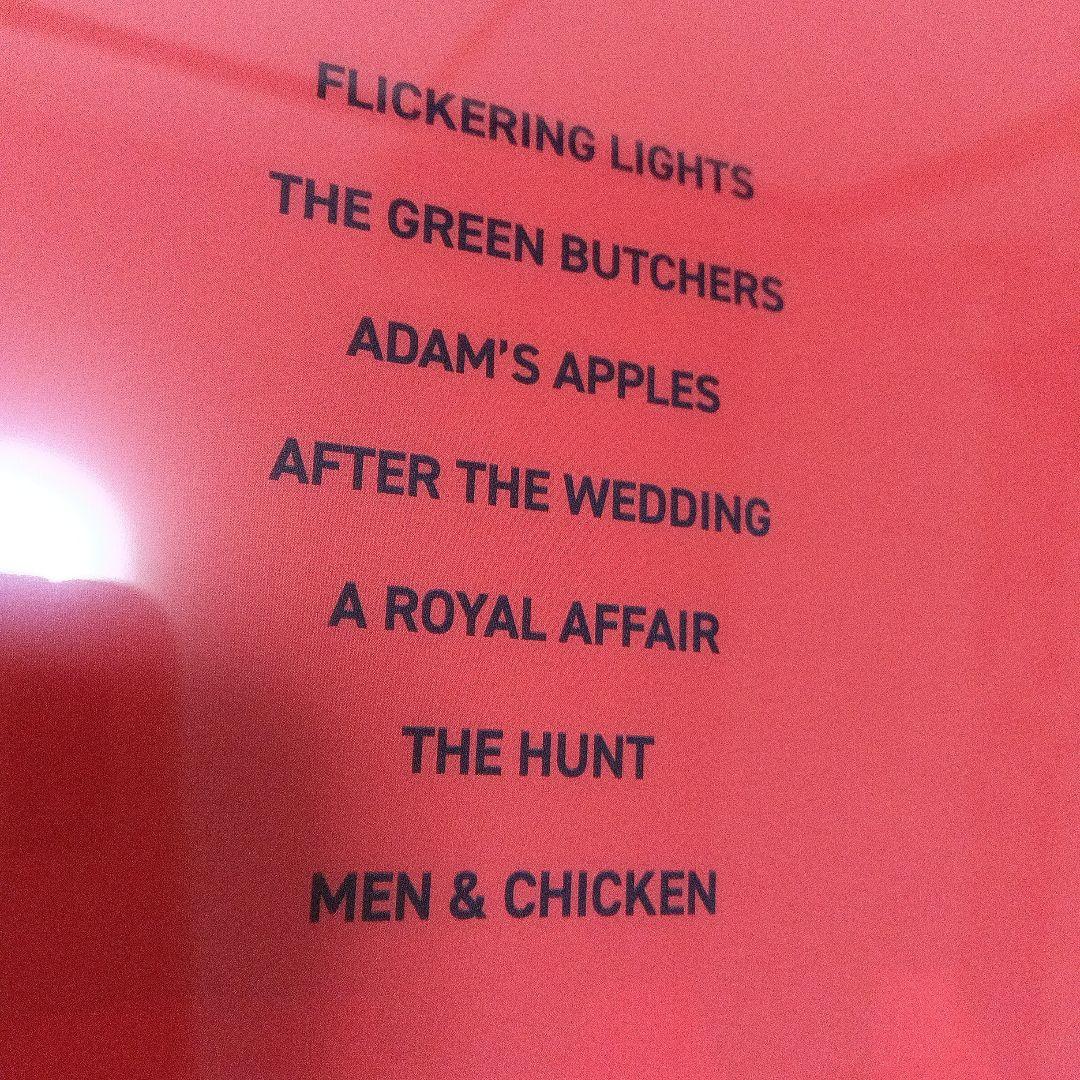 FLICKERING LIGHTS
THE GREEN BUTCHERS
ADAM'S APPLES
AFTER THE WEDDING
A ROYAL AFFAIR
THE HUNT
MEN & CHICKEN